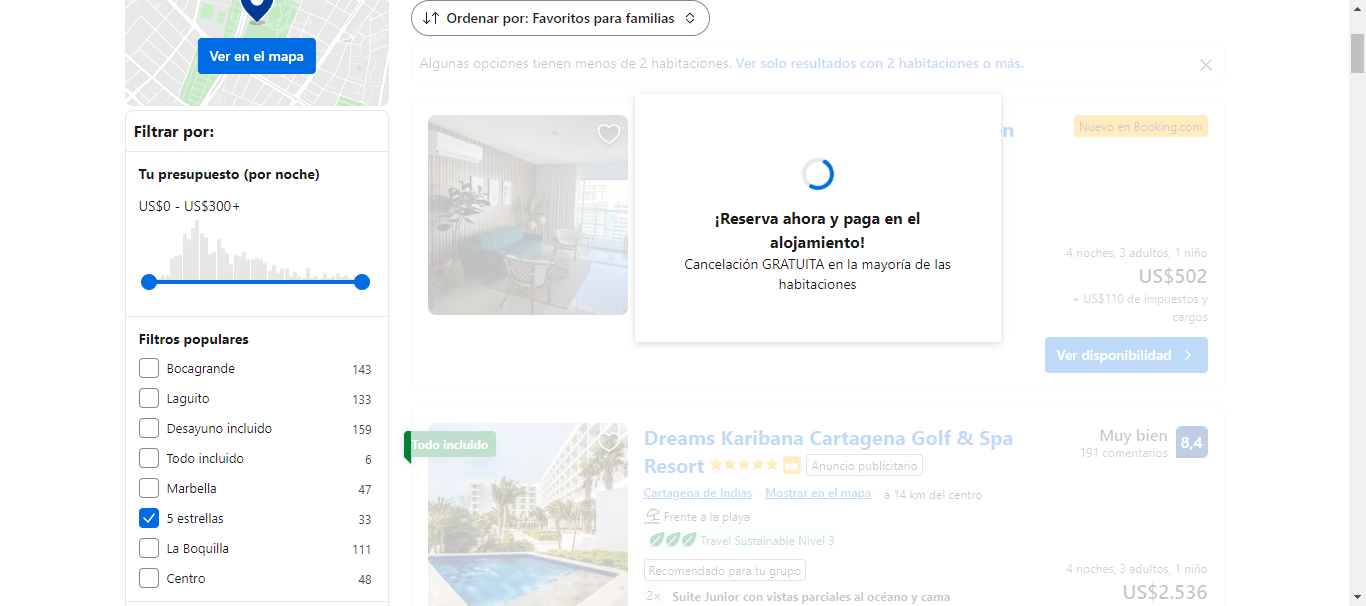 Ver en el mapa
Filtrar por:
Tu presupuesto (por noche)
US$0 - US$300+
Filtros populares
Bocagrande 143
Laguito 133
Desayuno incluido 159
Todo incluido 6
Marbella 47
5 estrellas 33
La Boquilla 111
Centro 48
Ordenar por: Favoritos para familias
Algunas opciones tienen menos de 2 habitaciones. Ver solo resultados con 2 habitaciones o más.
Nuevo en Booking.com
¡Reserva ahora y paga en el
alojamiento!
Cancelación GRATUITA en la mayoría de las
habitaciones
4 noches, 3 adultos, 1 niño
US$502
+ US$110 de impuestos y
cargos
Ver disponibilidad
Todo incluido
Dreams Karibana Cartagena Golf & Spa
Resort Anuncio publicitario
Muy bien 8,4
191 comentarios
Cartagena de Indias Mostrar en el mapa a 14 km del centro
Frente a la playa
Travel Sustainable Nivel 3
Recomendado para tu grupo
2× Suite Junior con vistas parciales al océano y cama
4 noches, 3 adultos, 1 niño
US$2.536